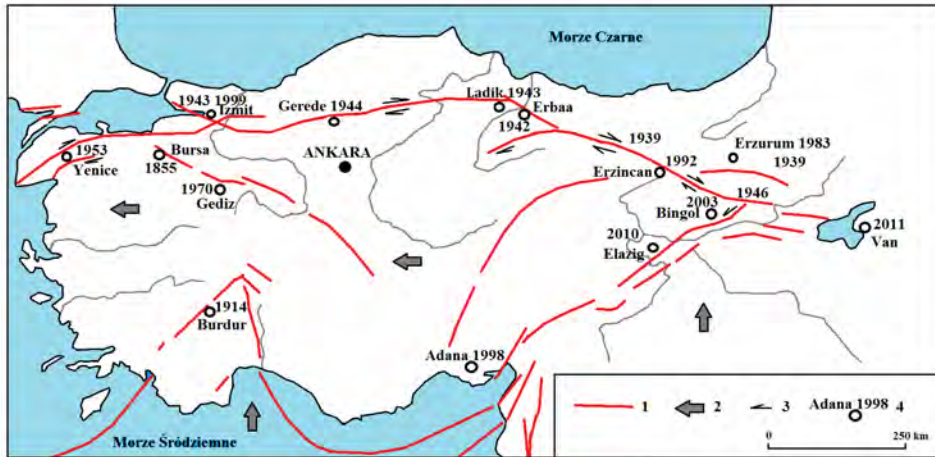 Morze Czarne
1943 1999
Izmit
Gerede 1944
Ladik 1943
Erbaa
1942
1953
Yenice
Bursa
1855
ANKARA
1939
Erzurum 1983
1939
1992
Erzincan
1970
Gediz
1946
2003
Bingol
2010
Elazig
2011
Van
1914
Burdur
Adana 1998
Morze Śródziemne
1
2
3
Adana 1998
4
0
250 km